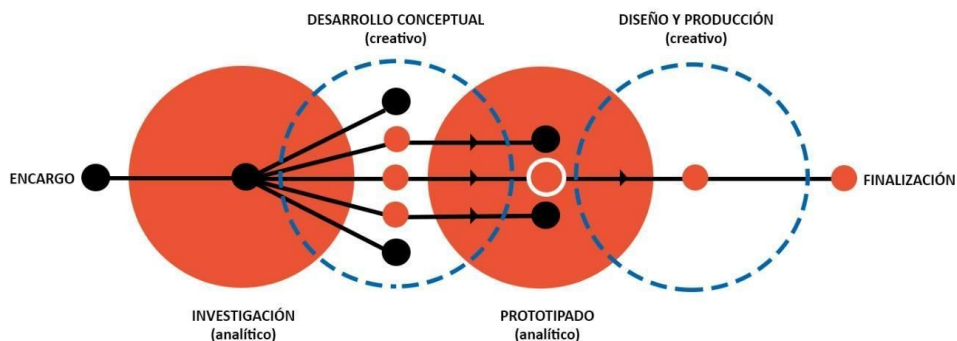 DESARROLLO CONCEPTUAL
(creativo)
DISEÑO Y PRODUCCIÓN
(creativo)
ENCARGO
FINALIZACIÓN
INVESTIGACIÓN
(analítico)
PROTOTIPADO
(analítico)